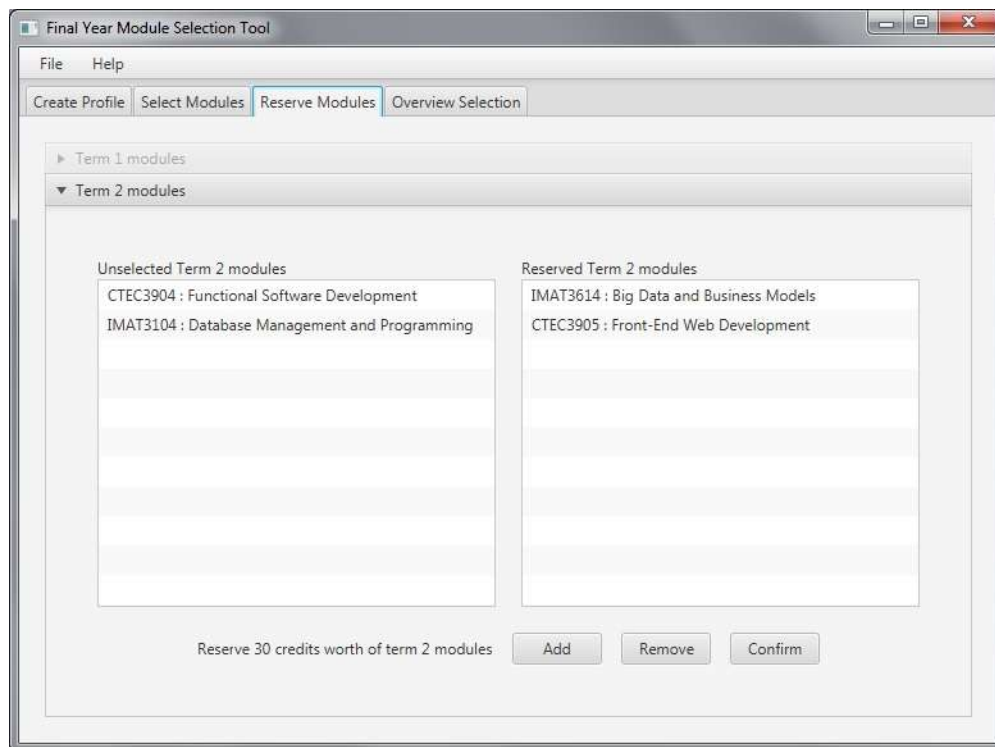 Final Year Module Selection Tool
File Help
Create Profile Select Modules Reserve Modules Overview Selection
Term 1 modules
Term 2 modules
Unselected Term 2 modules
Reserved Term 2 modules
CTEC3904 : Functional Software Development
IMAT3104 : Database Management and Programming
IMAT3614 : Big Data and Business Models
CTEC3905 : Front-End Web Development
Reserve 30 credits worth of term 2 modules Add Remove Confirm